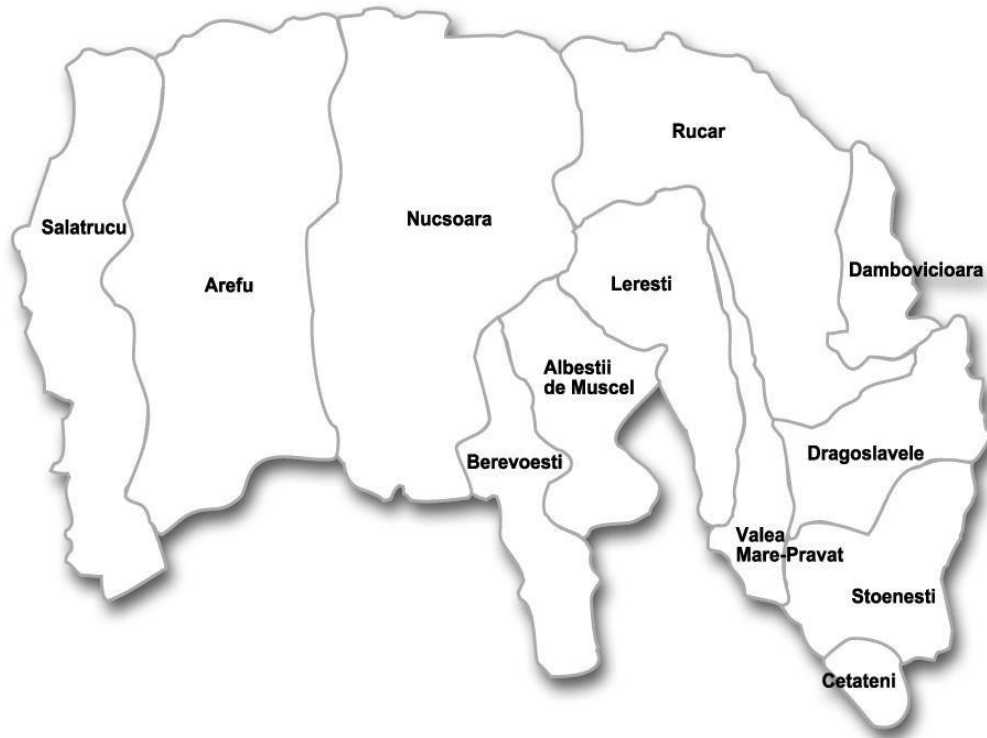 Rucar
Salatrucu
Nucsoara
Dambovicioara
Arefu
Leresti
Albestii
de Muscel
Dragoslavele
Berevoesti
Valea
Mare-Pravat
Stoenesti
Cetateni